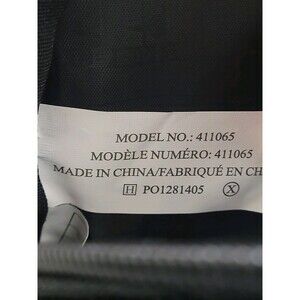 MODEL NO.: 411065
MODÈLE NUMÉRO: 411065
MADE IN CHINA/FABRIQUÉ EN CH
H PO1281405 X